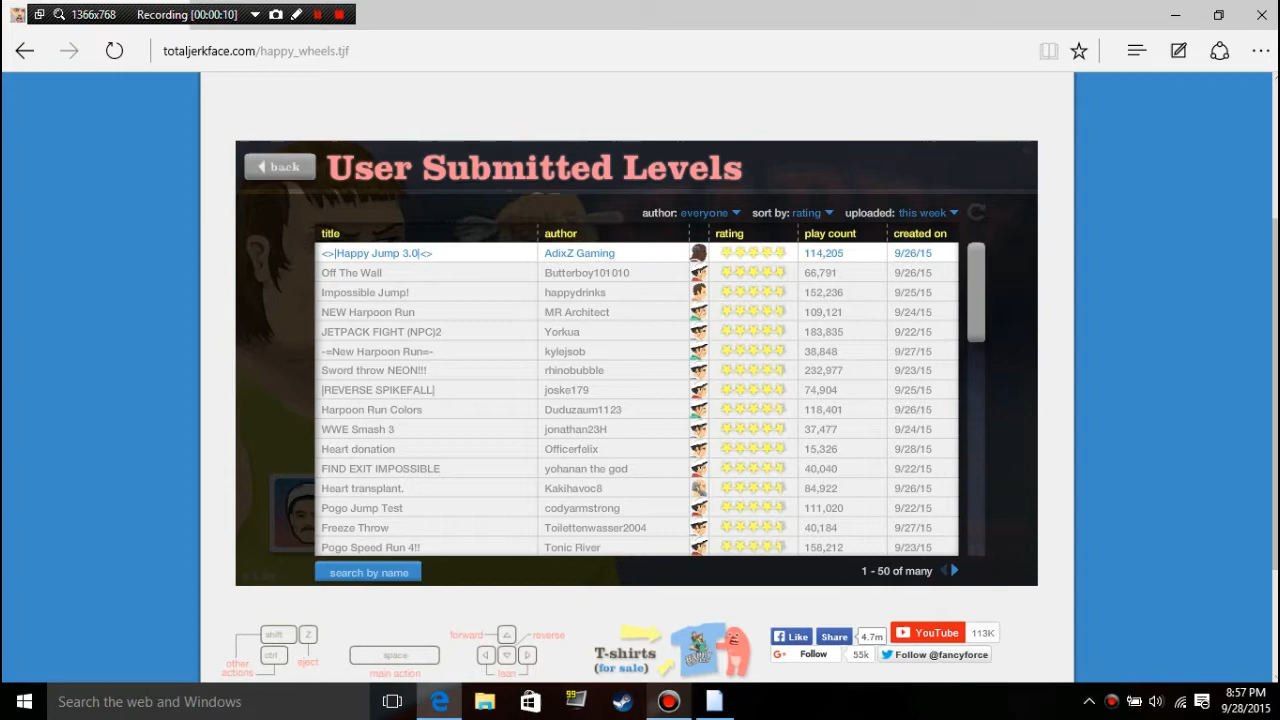 1366x768 Recording [00:00:10]
totaljerkface.com/happy_wheels.tjf
back User Submitted Levels
author: everyone sort by: rating uploaded: this week
title author rating play count created on
<>|Happy Jump 3.0|<> AdixZ Gaming 114,205 9/26/15
Off The Wall Butterboy101010 66,791 9/26/15
Impossible Jump! happydrinks 152,236 9/25/15
NEW Harpoon Run MR Architect 109,121 9/24/15
JETPACK FIGHT (NPC)2 Yorkua 183,835 9/22/15
-=New Harpoon Run=- kylejsob 38,848 9/27/15
Sword throw NEON!!! rhinobubble 232,977 9/23/15
[REVERSE SPIKEFALL] joske179 74,904 9/25/15
Harpoon Run Colors Duduzaum1123 118,401 9/26/15
WWE Smash 3 jonathan23H 37,477 9/24/15
Heart donation Officerfelix 15,326 9/28/15
FIND EXIT IMPOSSIBLE yohanan the god 40,040 9/22/15
Heart transplant. Kakihavoc8 84,922 9/26/15
Pogo Jump Test codyarmstrong 111,020 9/22/15
Freeze Throw Toilettenwasser2004 40,184 9/27/15
Pogo Speed Run 4!! Tonic River 158,212 9/23/15
search by name 1 - 50 of many
shift Z
ctrl
other actions
eject
space
main action
forward reverse
lean
T-shirts
(for sale)
Like Share 4.7m YouTube 113K
G+ Follow 55k Follow @fancyforce
Search the web and Windows
99
8:57 PM
9/28/2015